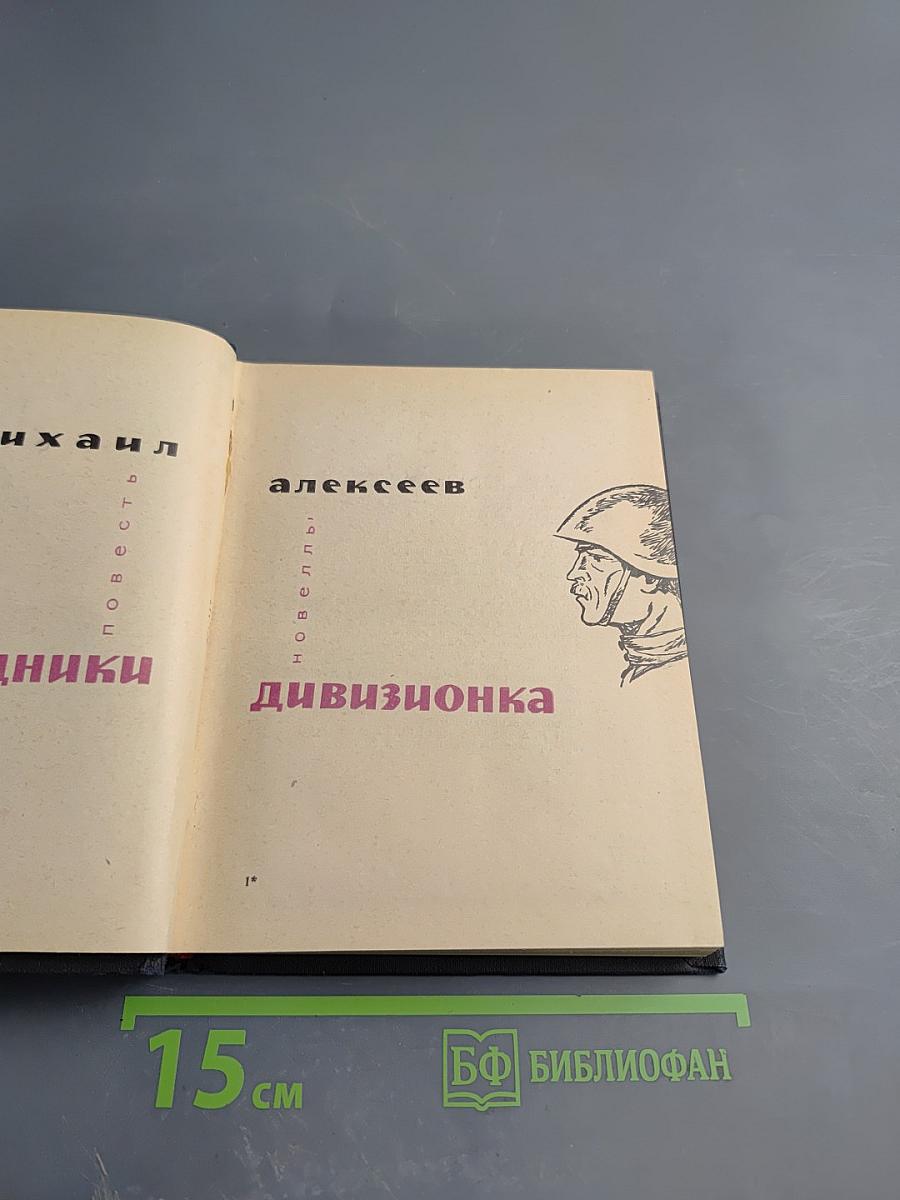 ихаил
повесть
дники
алексеев
новеллы
дивизионка
1*
15 см
БФ БИБЛИОФАН